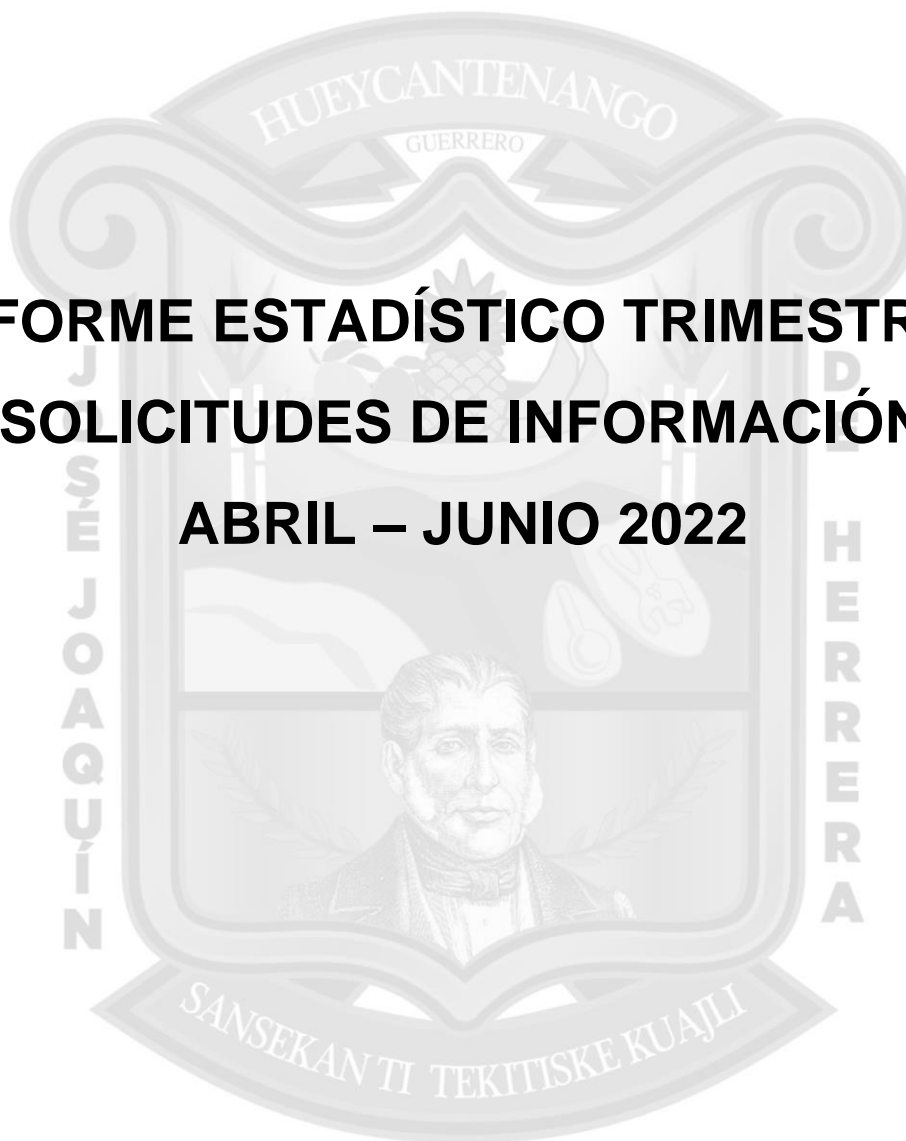 HUEYCANTENANGO
GUERRERO
FORME ESTADÍSTICO TRIMESTR
SOLICITUDES DE INFORMACIÓN
ABRIL – JUNIO 2022
JOSÉ JOAQUÍN
DE HERRERA
SANSEKAN TI TEKITISKE KUAJLI